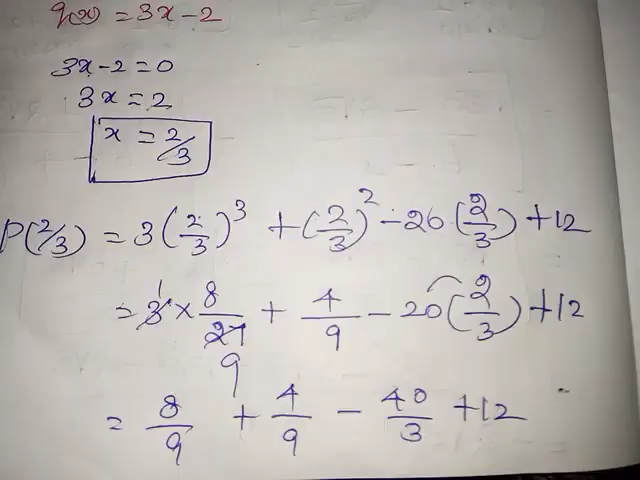 q(x) = 3x - 2
3x - 2 = 0
3x = 2
x = 2/3
P(2/3) = 3(2/3)^3 + (2/3)^2 - 20(2/3) + 12
= 3 1 × 8/27 9 + 4/9 - 20(2/3) + 12
= 8/9 + 4/9 - 40/3 + 12